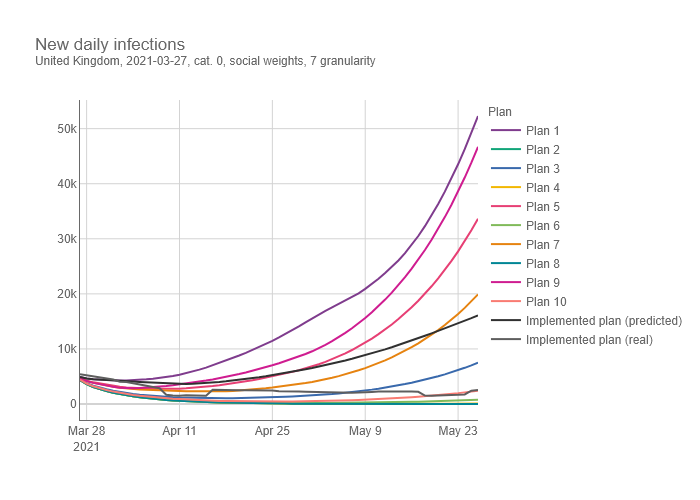 New daily infections
United Kingdom, 2021-03-27, cat. 0, social weights, 7 granularity
Plan
50k
40k
30k
20k
10k
0
Mar 28
2021
Apr 11
Apr 25
May 9
May 23
Plan 1
Plan 2
Plan 3
Plan 4
Plan 5
Plan 6
Plan 7
Plan 8
Plan 9
Plan 10
Implemented plan (predicted)
Implemented plan (real)